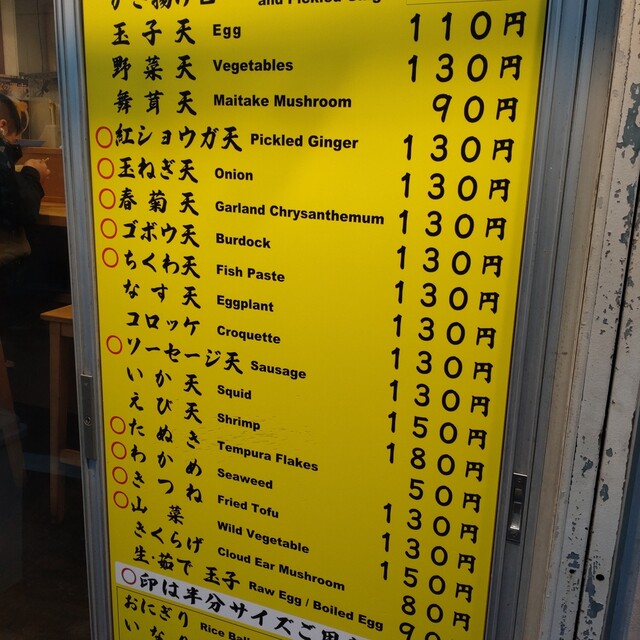 and Pickled
玉子天 Egg 110円
野菜天 Vegetables 130円
舞茸天 Maitake Mushroom 90円
○紅ショウガ天 Pickled Ginger 130円
○玉ねぎ天 Onion 130円
○春菊天 Garland Chrysanthemum 130円
○ゴボウ天 Burdock 130円
○ちくわ天 Fish Paste 130円
なす天 Eggplant 130円
コロッケ Croquette 130円
○ソーセージ天 Sausage 130円
いか天 Squid 150円
えび天 Shrimp 180円
○たぬき Tempura Flakes 50円
○わかめ Seaweed 130円
○きつね Fried Tofu 130円
○山菜 Wild Vegetable 150円
きくらげ Cloud Ear Mushroom 80円
生・茹で玉子 Raw Egg / Boiled Egg 90
○印は半分サイズご用
おにぎり Rice Ball
いな